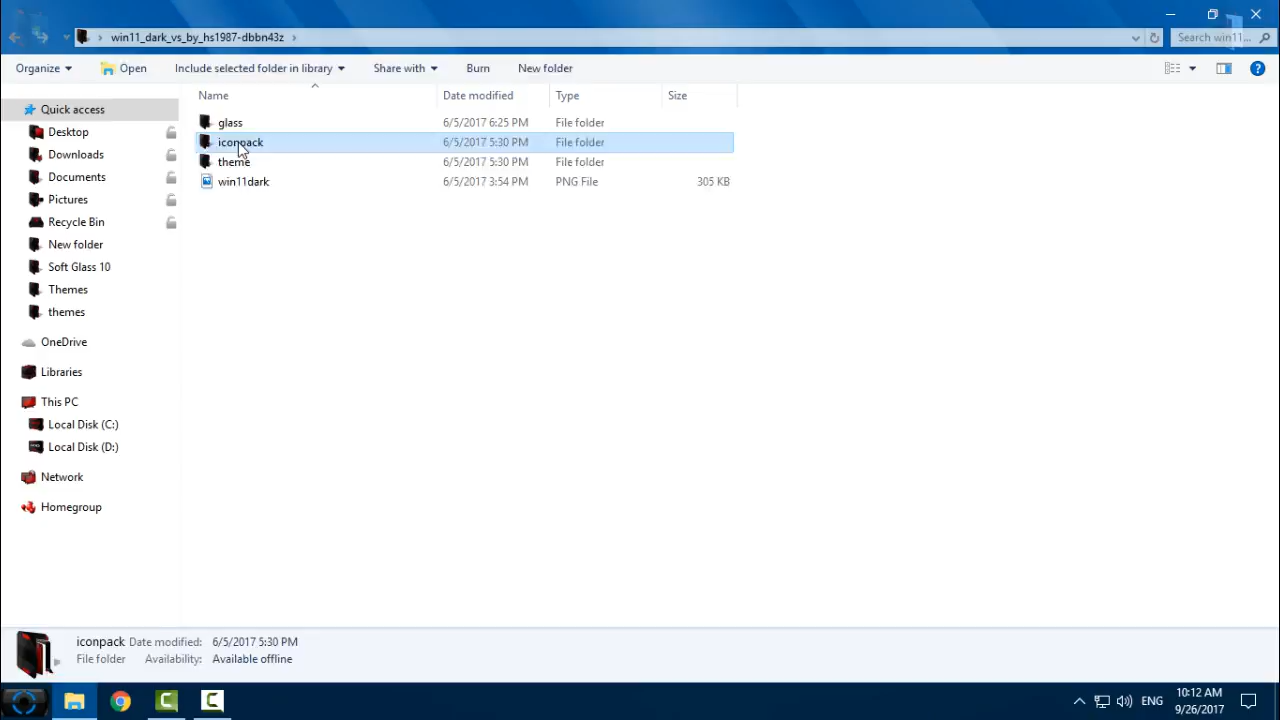 win11_dark_vs_by_hs1987-dbbn43z
Search win11...
Organize
Open
Include selected folder in library
Share with
Burn
New folder
Name
Date modified
Type
Size
Quick access
Desktop
Downloads
Documents
Pictures
Recycle Bin
New folder
Soft Glass 10
Themes
themes
OneDrive
Libraries
This PC
Local Disk (C:)
Local Disk (D:)
Network
Homegroup
glass 6/5/2017 6:25 PM File folder
iconpack 6/5/2017 5:30 PM File folder
theme 6/5/2017 5:30 PM File folder
win11dark 6/5/2017 3:54 PM PNG File 305 KB
iconpack Date modified: 6/5/2017 5:30 PM
File folder Availability: Available offline
ENG
10:12 AM
9/26/2017